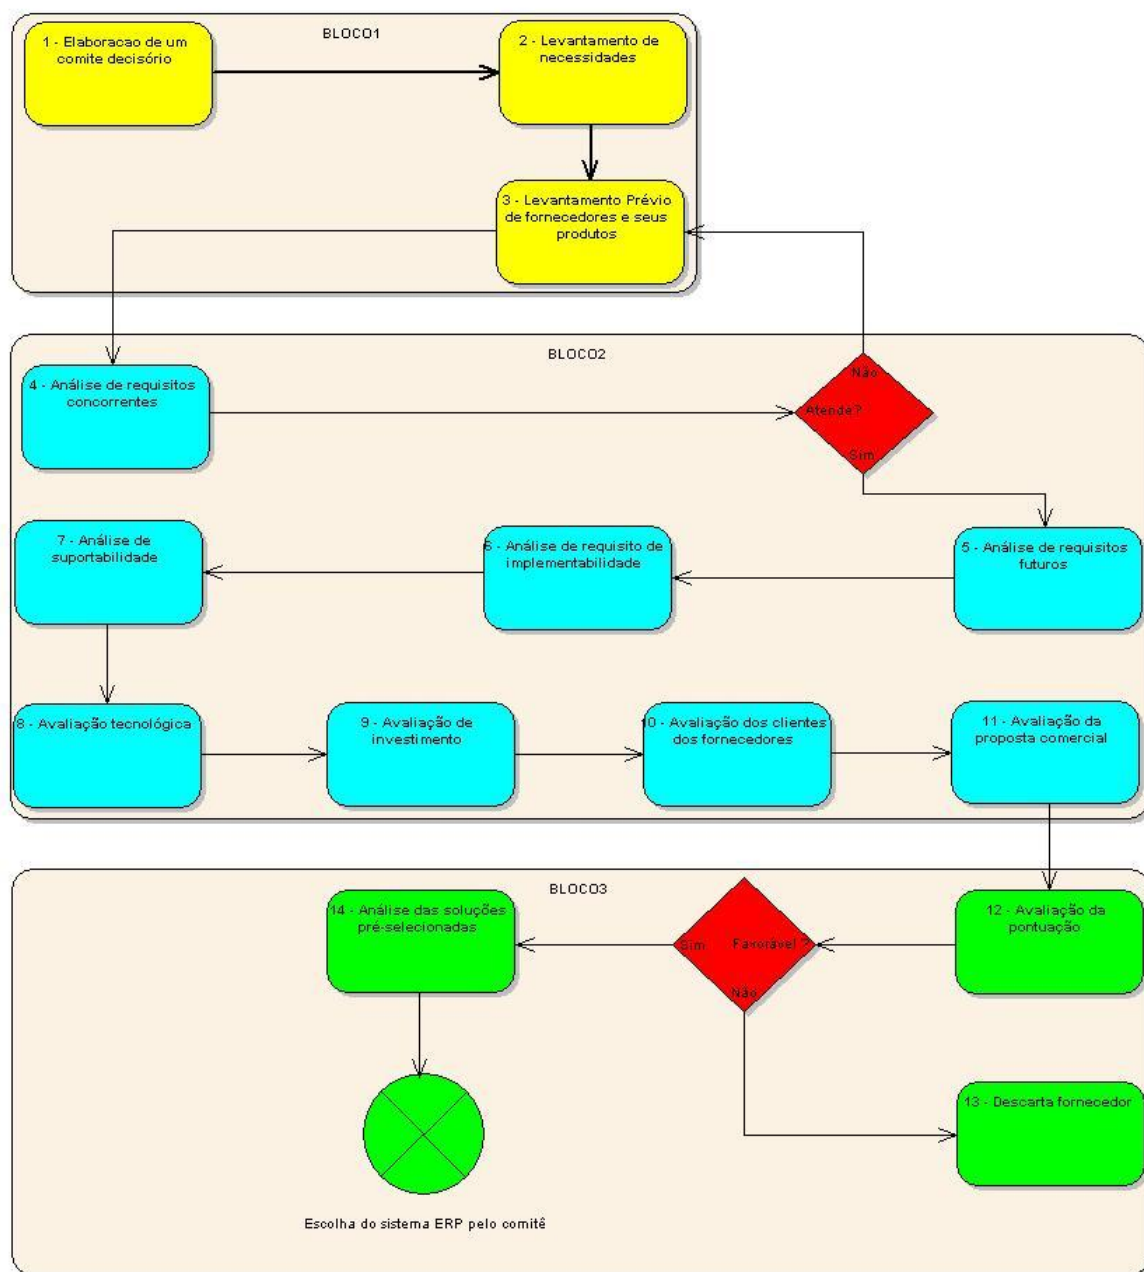 BLOCO1
1 - Elaboracao de um
comite decisório
2 - Levantamento de
necessidades
3 - Levantamento Prévio
de fornecedores e seus
produtos
BLOCO2
4 - Análise de requisitos
concorrentes
Não
Atende?
Sim
7 - Análise de
suportabilidade
6 - Análise de requisito de
implementabilidade
5 - Análise de requisitos
futuros
8 - Avaliação tecnológica
9 - Avaliação de
investimento
10 - Avaliação dos clientes
dos fornecedores
11 - Avaliação da
proposta comercial
BLOCO3
14 - Análise das soluções
pré-selecionadas
Sim
Favorável ?
Não
12 - Avaliação da
pontuação
13 - Descarta fornecedor
Escolha do sistema ERP pelo comitê